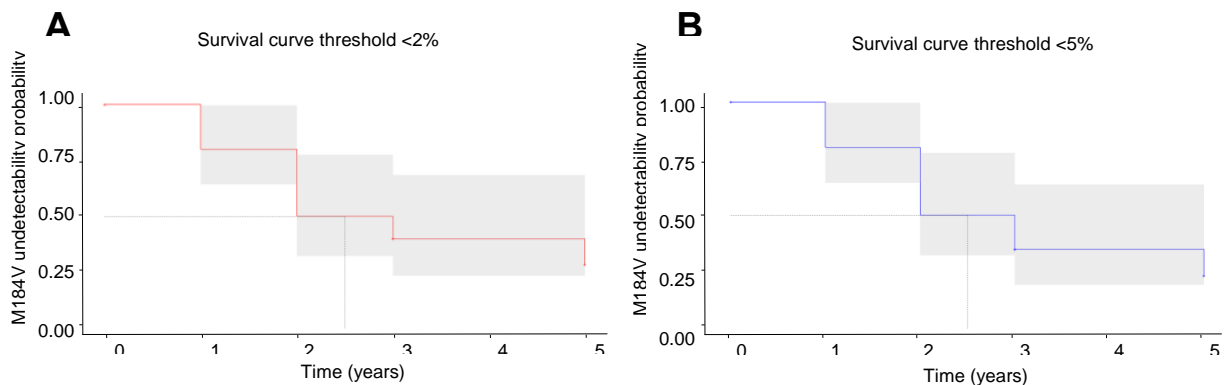 A
Survival curve threshold <2%
M184V undetectability probability
1.00
0.75
0.50
0.25
0.00
0 1 2 3 4 5
Time (years)
B
Survival curve threshold <5%
M184V undetectability probability
1.00
0.75
0.50
0.25
0.00
0 1 2 3 4 5
Time (years)